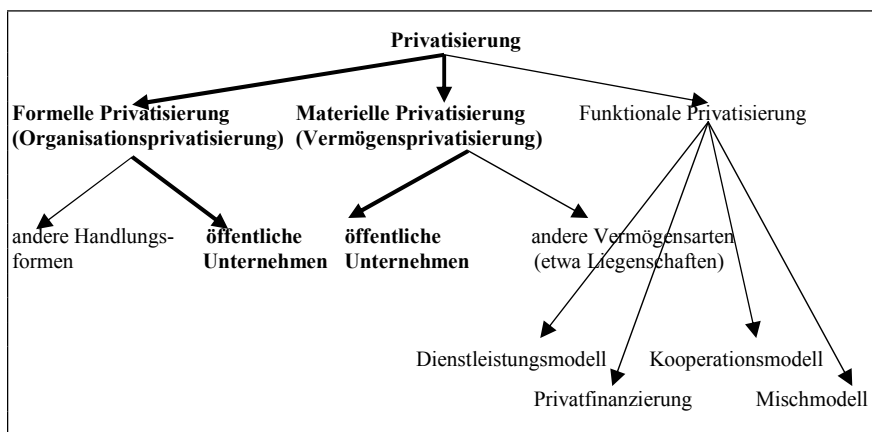 Privatisierung
Formelle Privatisierung
(Organisationsprivatisierung)
Materielle Privatisierung
(Vermögensprivatisierung)
Funktionale Privatisierung
andere Handlungs-
formen
öffentliche
Unternehmen
öffentliche
Unternehmen
andere Vermögensarten
(etwa Liegenschaften)
Dienstleistungsmodell
Kooperationsmodell
Privatfinanzierung
Mischmodell